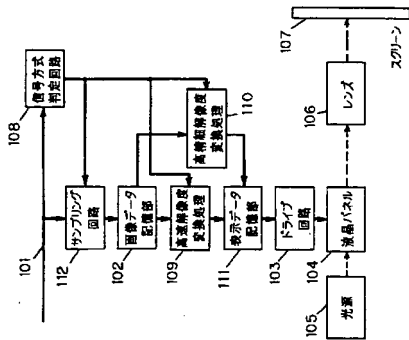 108
信号方式
判定回路
101
サンプリング
回路
112
画像データ
記憶部
102
高速解像度
変換処理
109
高精細解像度
変換処理
110
表示データ
記憶部
111
ドライブ
回路
103
液晶パネル
104
光源
105
レンズ
106
107
スクリーン